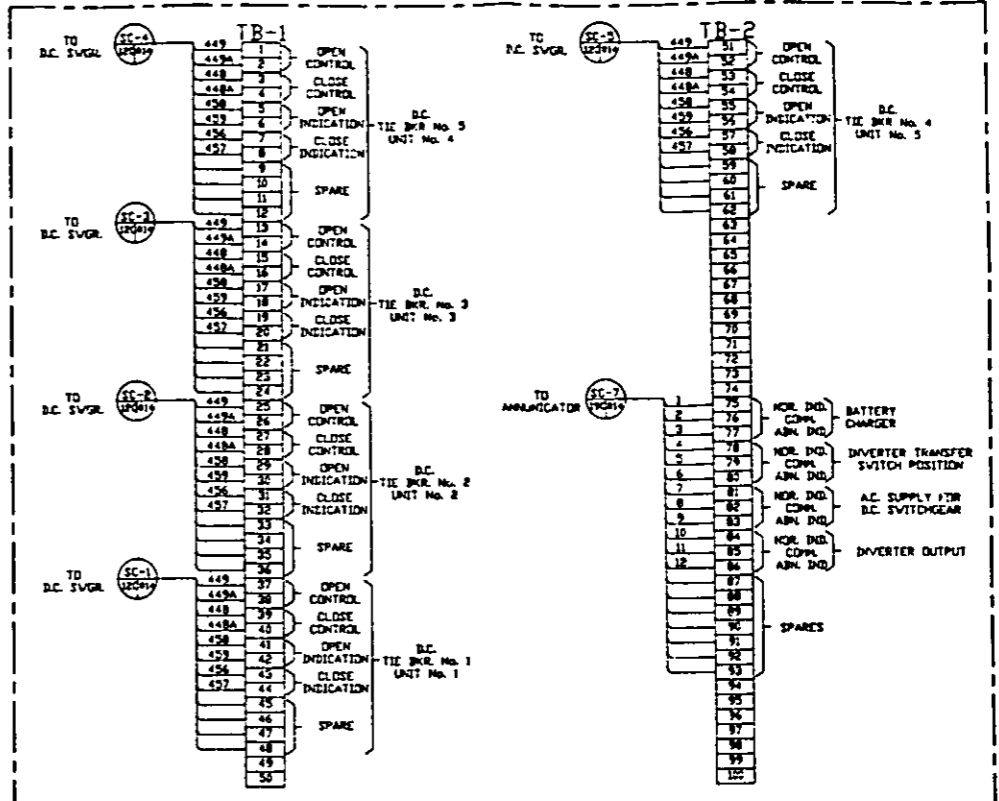 TB-1
TO
D.C. SWGR.
SC-4
12C#14
449 1 OPEN
449A 2 CONTROL
448 3 CLOSE
448A 4 CONTROL
458 5 OPEN
459 6 INDICATION
456 7 CLOSE
457 8 INDICATION
9
10 SPARE
11
12
D.C.
TIE BKR No. 5
UNIT No. 4
TO
D.C. SWGR.
SC-3
12C#14
449 13 OPEN
449A 14 CONTROL
448 15 CLOSE
448A 16 CONTROL
458 17 OPEN
459 18 INDICATION
456 19 CLOSE
457 20 INDICATION
21
22 SPARE
23
24
D.C.
TIE BKR. No. 3
UNIT No. 3
TO
D.C. SWGR.
SC-2
12C#14
449 25 OPEN
449A 26 CONTROL
448 27 CLOSE
448A 28 CONTROL
458 29 OPEN
459 30 INDICATION
456 31 CLOSE
457 32 INDICATION
33
34 SPARE
35
36
D.C.
TIE BKR. No. 2
UNIT No. 2
TO
D.C. SWGR.
SC-1
12C#14
449 37 OPEN
449A 38 CONTROL
448 39 CLOSE
448A 40 CONTROL
458 41 OPEN
459 42 INDICATION
456 43 CLOSE
457 44 INDICATION
45
46 SPARE
47
48
49
50
D.C.
TIE BKR. No. 1
UNIT No. 1
TB-2
TO
D.C. SWGR.
SC-5
12C#14
449 51 OPEN
449A 52 CONTROL
448 53 CLOSE
448A 54 CONTROL
458 55 OPEN
459 56 INDICATION
456 57 CLOSE
457 58 INDICATION
59
60 SPARE
61
62
D.C.
TIE BKR No. 4
UNIT No. 5
63
64
65
66
67
68
69
70
71
72
73
74
TO
ANNUNICATOR
SC-7
19C#14
1 75 NOR. IND.
2 76 COMM.
3 77 ABN. IND.
BATTERY
CHARGER
4 78 NOR. IND.
5 79 COMM.
6 80 ABN. IND.
INVERTER TRANSFER
SWITCH POSITION
7 81 NOR. IND.
8 82 COMM.
9 83 ABN. IND.
A.C. SUPPLY FOR
D.C. SWITCHGEAR
10 84 NOR. IND.
11 85 COMM.
12 86 ABN. IND.
INVERTER OUTPUT
87
88
89
90 SPARES
91
92
93
94
95
96
97
98
99
100